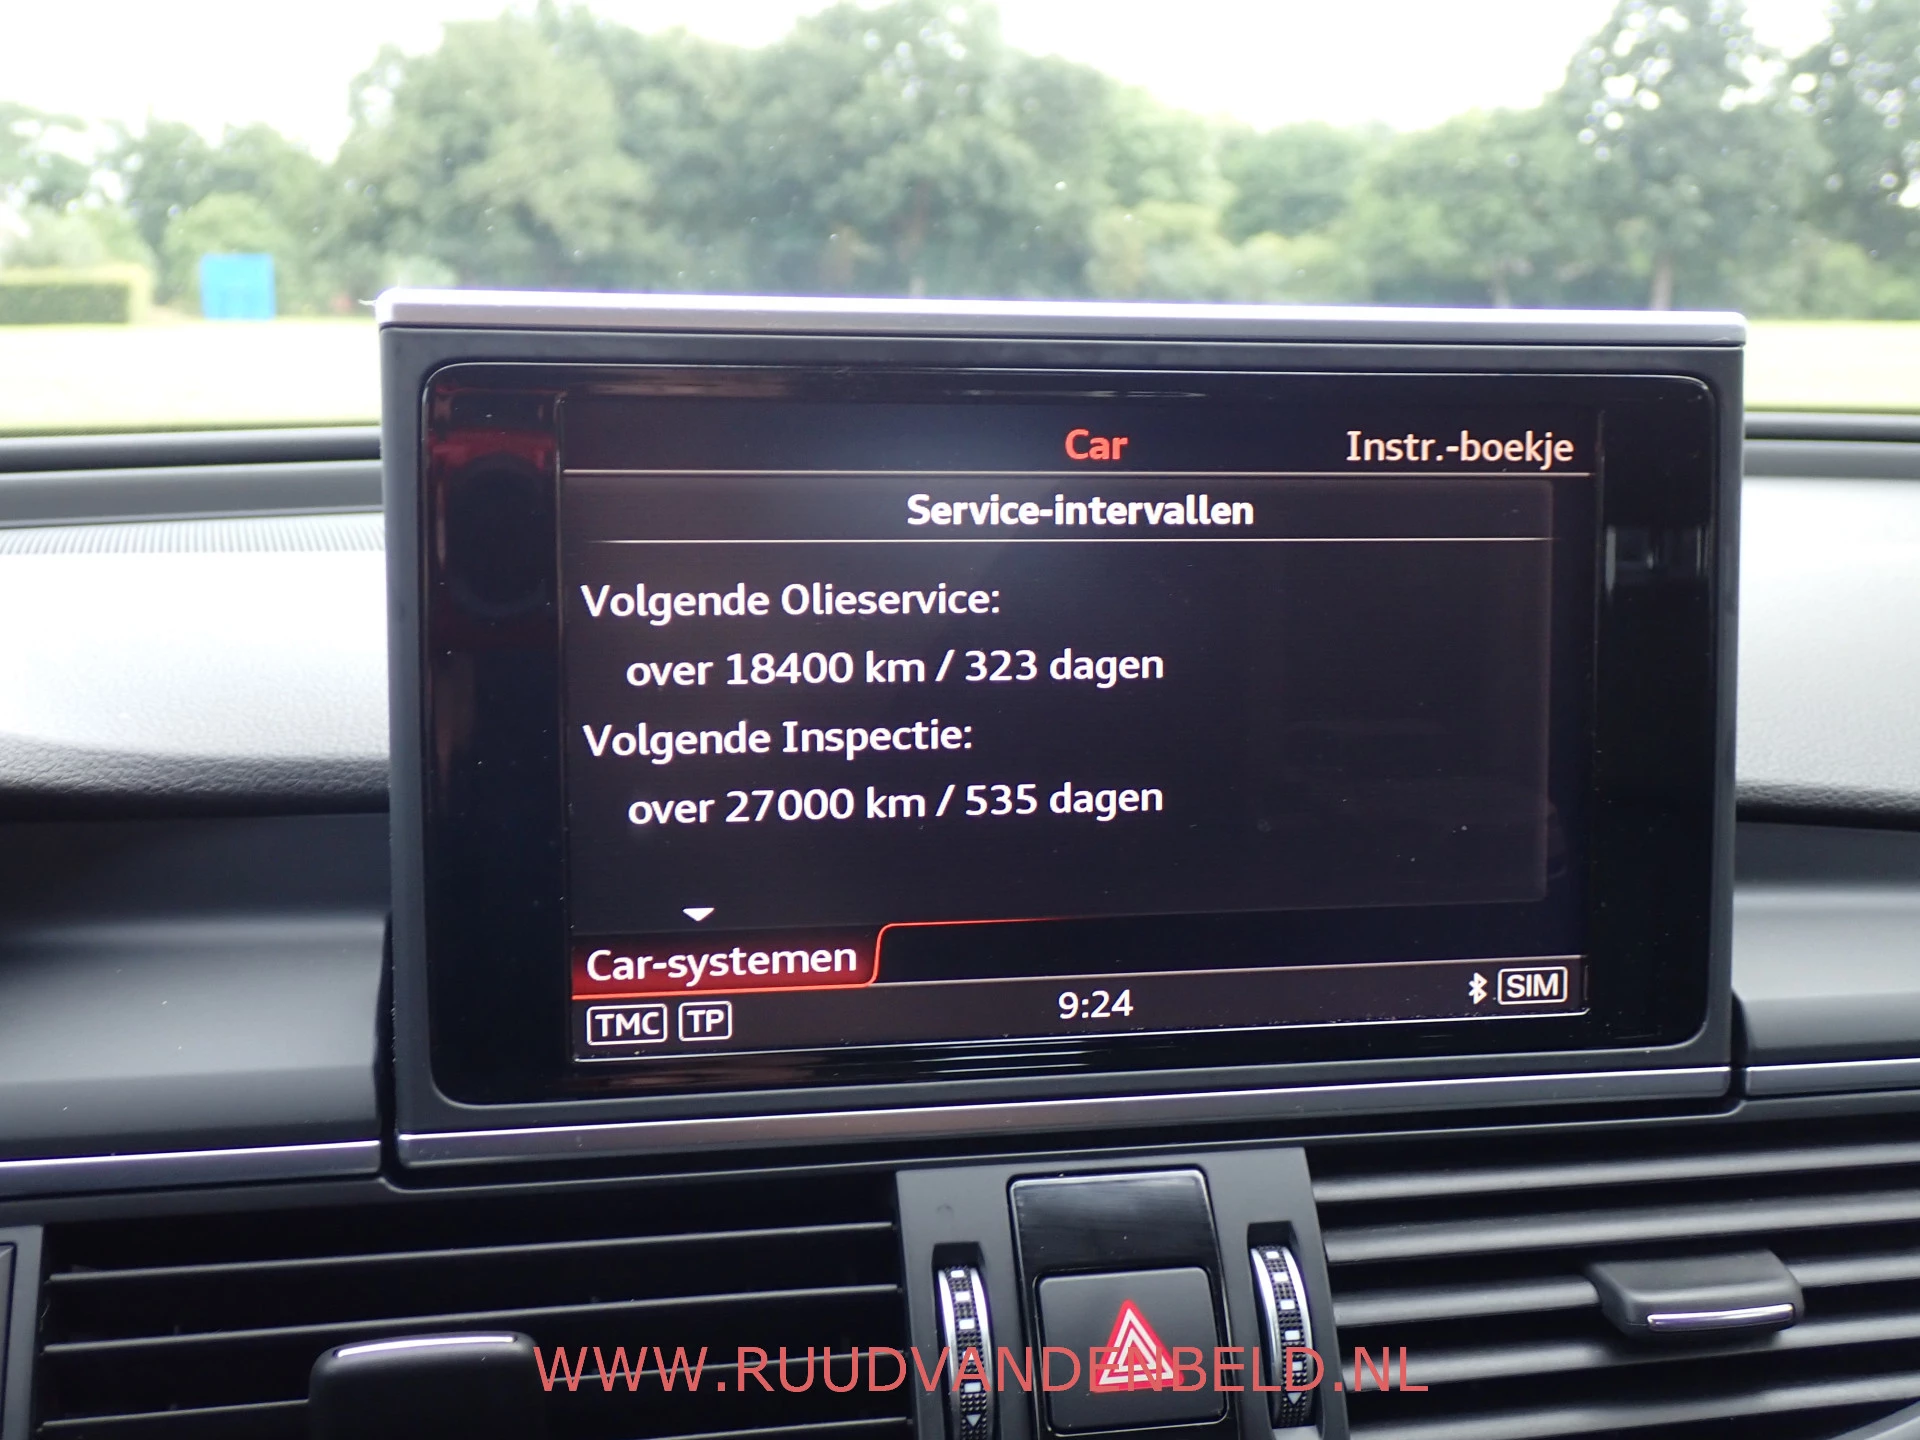 Car Instr.-boekje
Service-intervallen
Volgende Olieservice:
over 18400 km / 323 dagen
Volgende Inspectie:
over 27000 km / 535 dagen
Car-systemen
TMC TP 9:24 SIM
WWW.RUUDVANDENBELD.NL